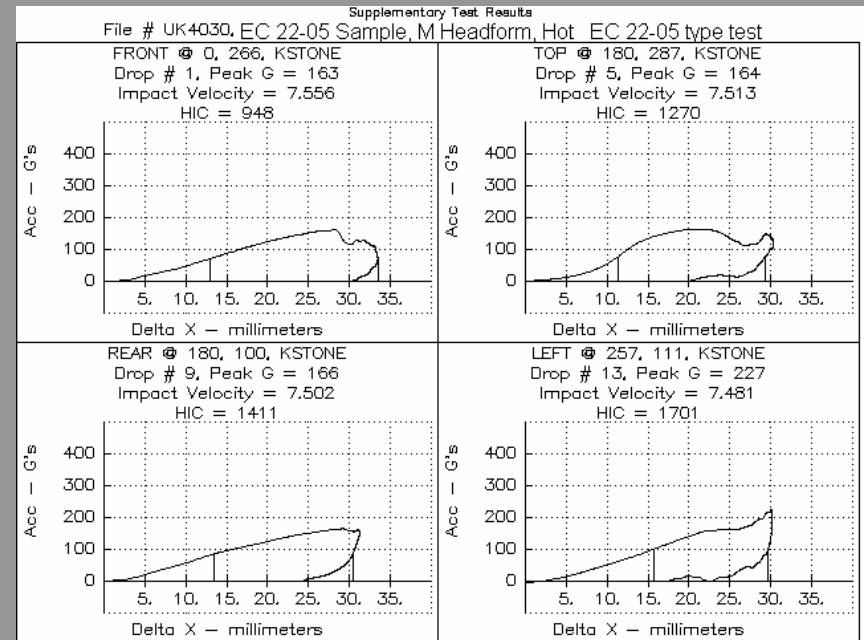 Supplementary Test Results
File # UK4030, EC 22-05 Sample, M Headform, Hot EC 22-05 type test
FRONT @ 0, 266, KSTONE
Drop # 1, Peak G = 163
Impact Velocity = 7.556
HIC = 948
Acc – G's
400
300
200
100
0
5. 10. 15. 20. 25. 30. 35.
Delta X – millimeters
TOP @ 180, 287, KSTONE
Drop # 5, Peak G = 164
Impact Velocity = 7.513
HIC = 1270
Acc – G's
400
300
200
100
0
5. 10. 15. 20. 25. 30. 35.
Delta X – millimeters
REAR @ 180, 100, KSTONE
Drop # 9, Peak G = 166
Impact Velocity = 7.502
HIC = 1411
Acc – G's
400
300
200
100
0
5. 10. 15. 20. 25. 30. 35.
Delta X – millimeters
LEFT @ 257, 111, KSTONE
Drop # 13, Peak G = 227
Impact Velocity = 7.481
HIC = 1701
Acc – G's
400
300
200
100
0
5. 10. 15. 20. 25. 30. 35.
Delta X – millimeters